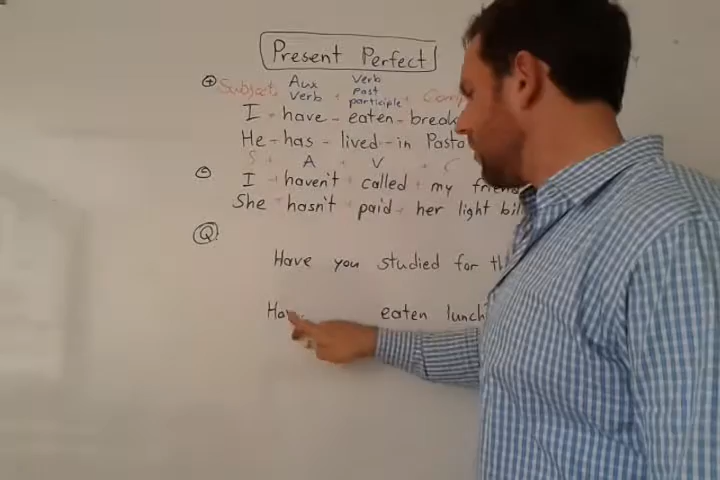 Present Perfect
+ Subject + Aux Verb + Verb Past participle +
I - have - eaten -
He - has - lived - in
S + A + V + C
- I + haven't + called + my
She + hasn't + paid + her light
Q
Have you studied for
eaten lunch